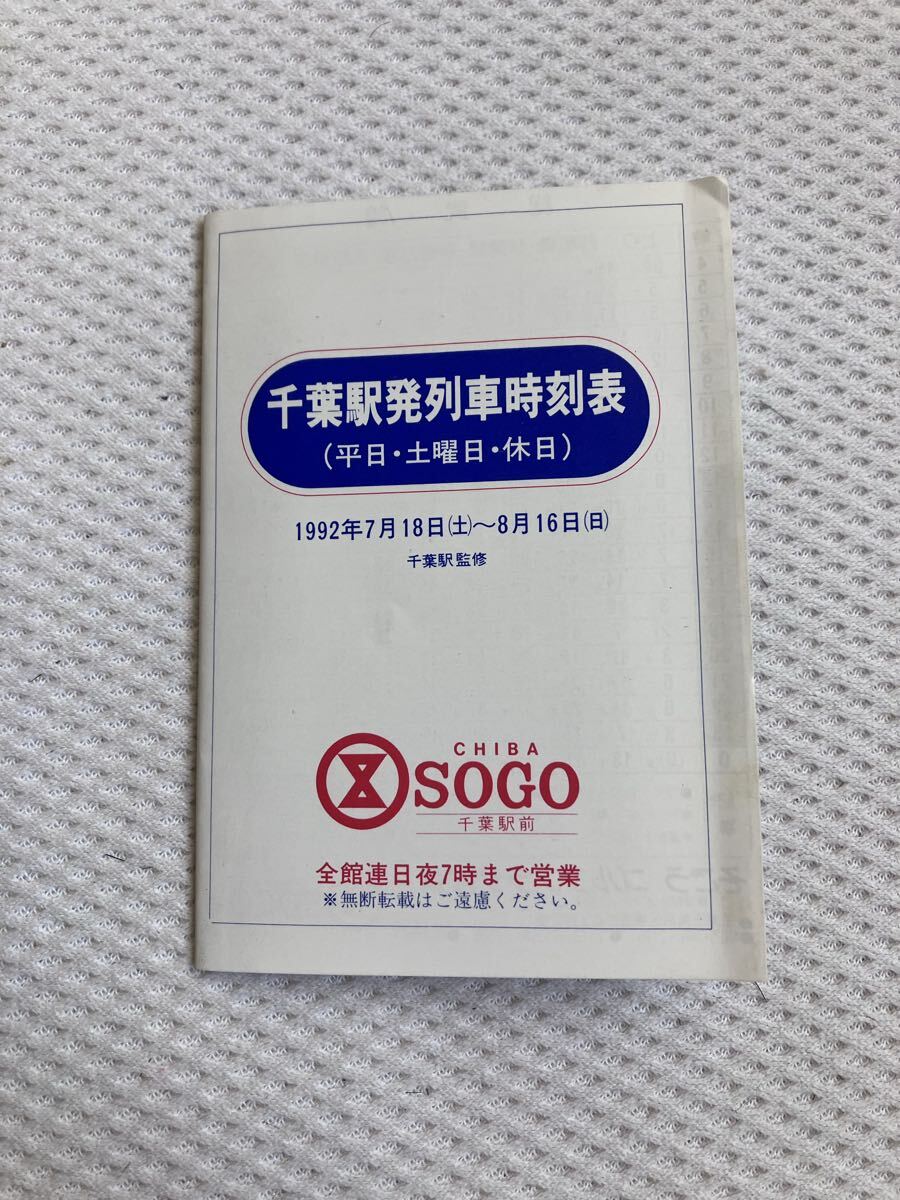 千葉駅発列車時刻表
(平日・土曜日・休日)
1992年7月18日(土)〜8月16日(日)
千葉駅監修
CHIBA
SOGO
千葉駅前
全館連日夜7時まで営業
※無断転載はご遠慮ください。